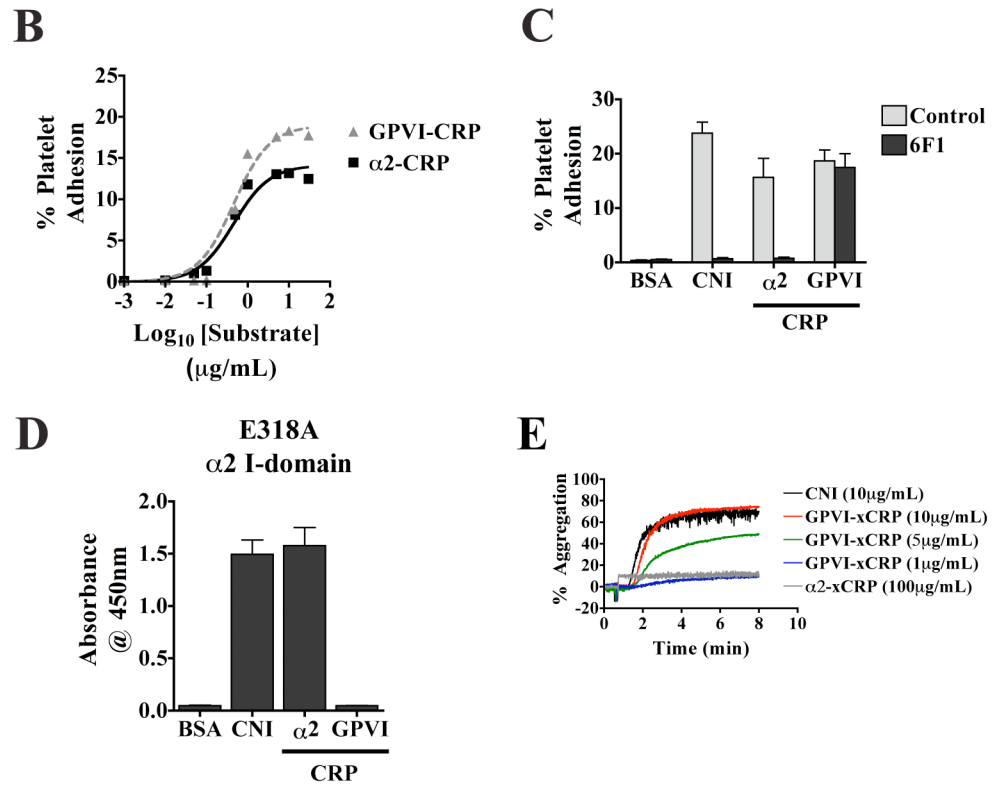 B
25
20
15
10
5
0
% Platelet
Adhesion
-3 -2 -1 0 1 2
Log10 [Substrate]
(µg/mL)
GPVI-CRP
α2-CRP
C
30
20
10
0
% Platelet
Adhesion
BSA CNI α2 GPVI
CRP
Control
6F1
D
E318A
α2 I-domain
2.0
1.5
1.0
0.5
0.0
Absorbance
@ 450nm
BSA CNI α2 GPVI
CRP
E
100
80
60
40
20
0
-20
% Aggregation
0 2 4 6 8 10
Time (min)
CNI (10µg/mL)
GPVI-xCRP (10µg/mL)
GPVI-xCRP (5µg/mL)
GPVI-xCRP (1µg/mL)
α2-xCRP (100µg/mL)